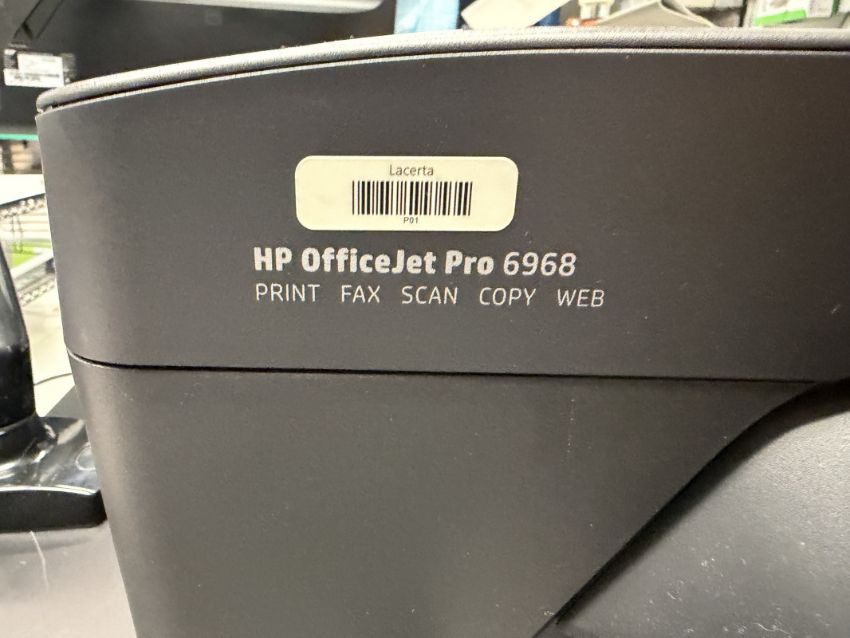 Lacerta
P01
HP OfficeJet Pro 6968
PRINT FAX SCAN COPY WEB